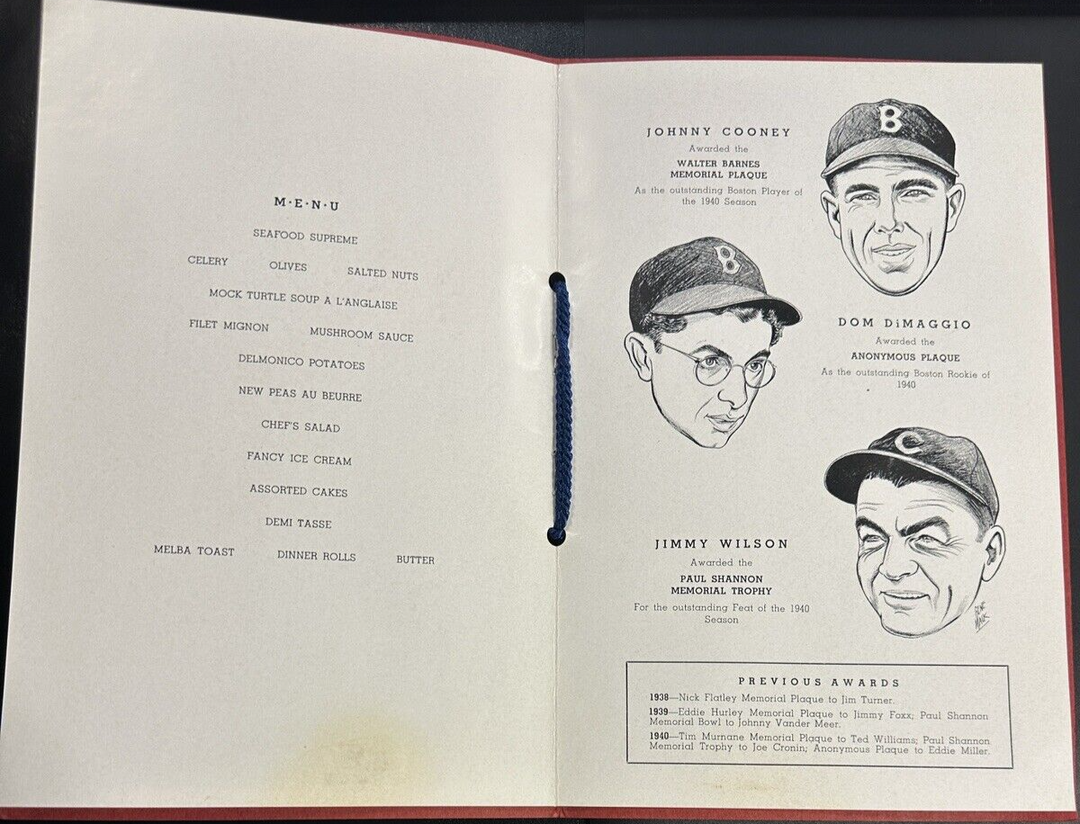 M·E·N·U
SEAFOOD SUPREME
CELERY OLIVES SALTED NUTS
MOCK TURTLE SOUP A L'ANGLAISE
FILET MIGNON MUSHROOM SAUCE
DELMONICO POTATOES
NEW PEAS AU BEURRE
CHEF'S SALAD
FANCY ICE CREAM
ASSORTED CAKES
DEMI TASSE
MELBA TOAST DINNER ROLLS BUTTER
JOHNNY COONEY
Awarded the
WALTER BARNES
MEMORIAL PLAQUE
As the outstanding Boston Player of
the 1940 Season
B
B
DOM DiMAGGIO
Awarded the
ANONYMOUS PLAQUE
As the outstanding Boston Rookie of
1940
C
JIMMY WILSON
Awarded the
PAUL SHANNON
MEMORIAL TROPHY
For the outstanding Feat of the 1940
Season
GENE MACK
PREVIOUS AWARDS
1938—Nick Flatley Memorial Plaque to Jim Turner.
1939—Eddie Hurley Memorial Plaque to Jimmy Foxx; Paul Shannon
Memorial Bowl to Johnny Vander Meer.
1940—Tim Murnane Memorial Plaque to Ted Williams; Paul Shannon
Memorial Trophy to Joe Cronin; Anonymous Plaque to Eddie Miller.